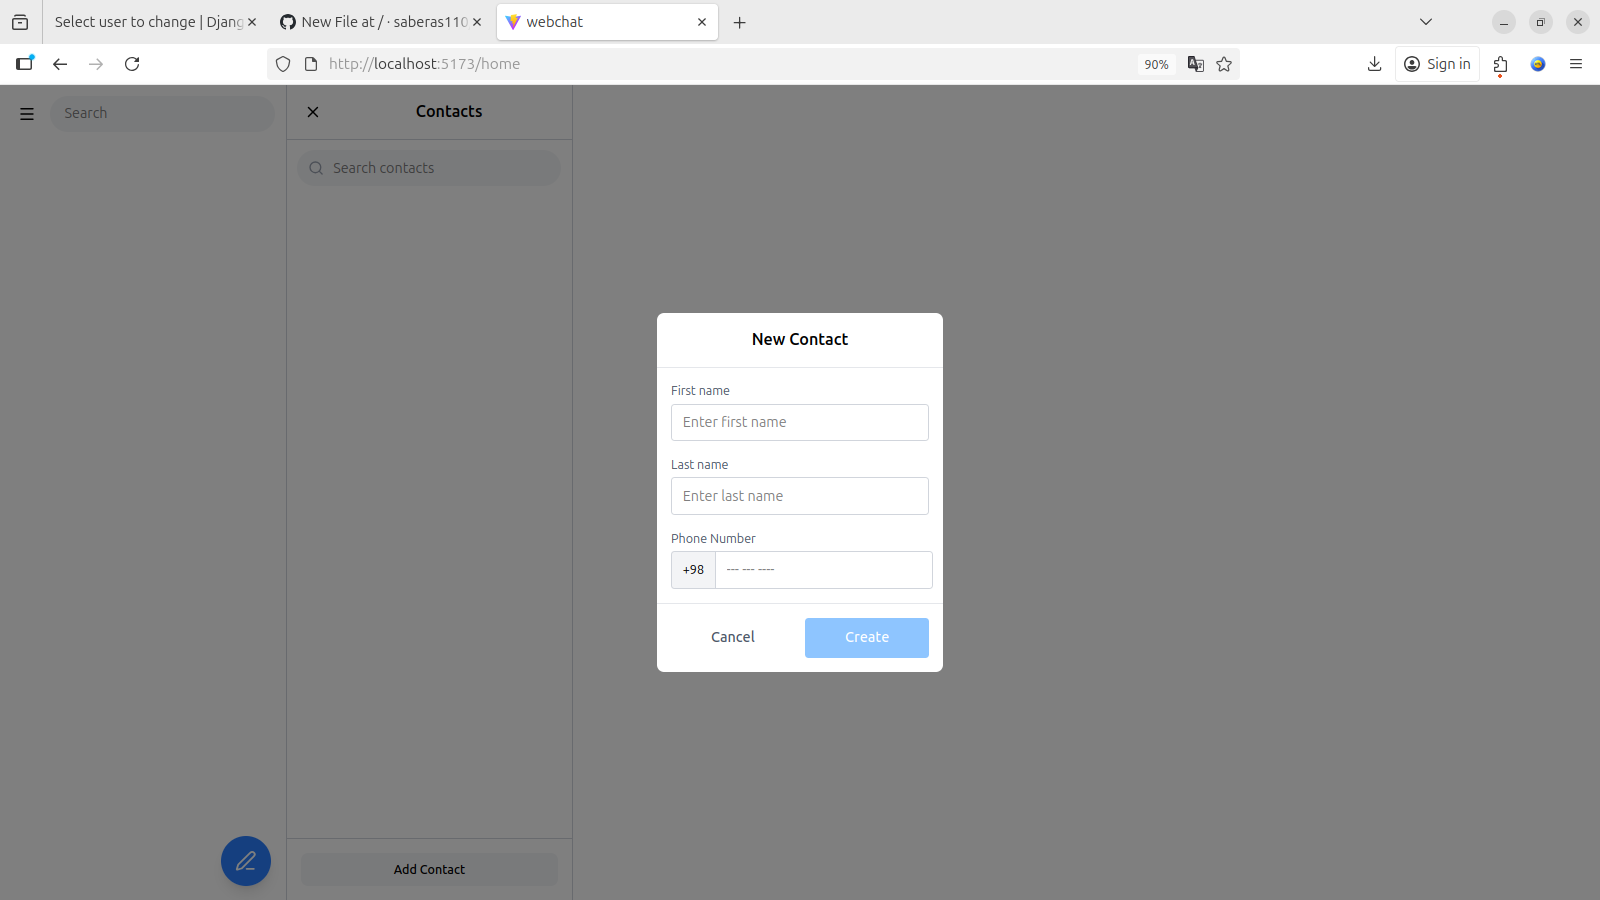 Select user to change | Djang
New File at / · saberas110
webchat
http://localhost:5173/home
90%
Sign in
Search
Contacts
Search contacts
New Contact
First name
Enter first name
Last name
Enter last name
Phone Number
+98
--- --- ----
Cancel
Create
Add Contact